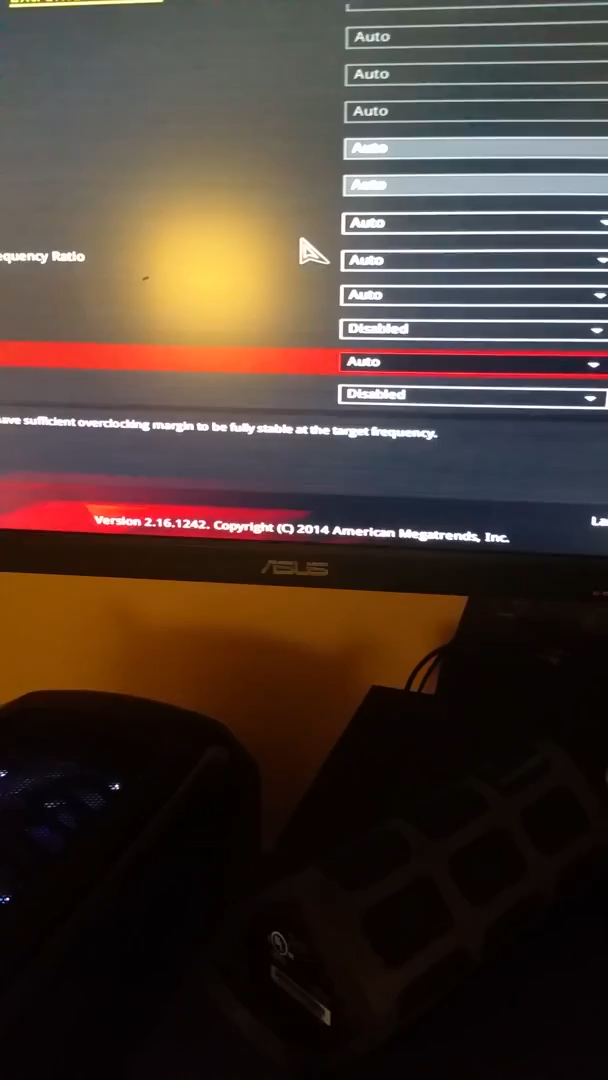 Auto
Auto
Auto
Auto
Auto
Auto
equency Ratio Auto
Auto
Disabled
Auto
Disabled
ave sufficient overclocking margin to be fully stable at the target frequency.
Version 2.16.1242. Copyright (C) 2014 American Megatrends, Inc. La
ASUS